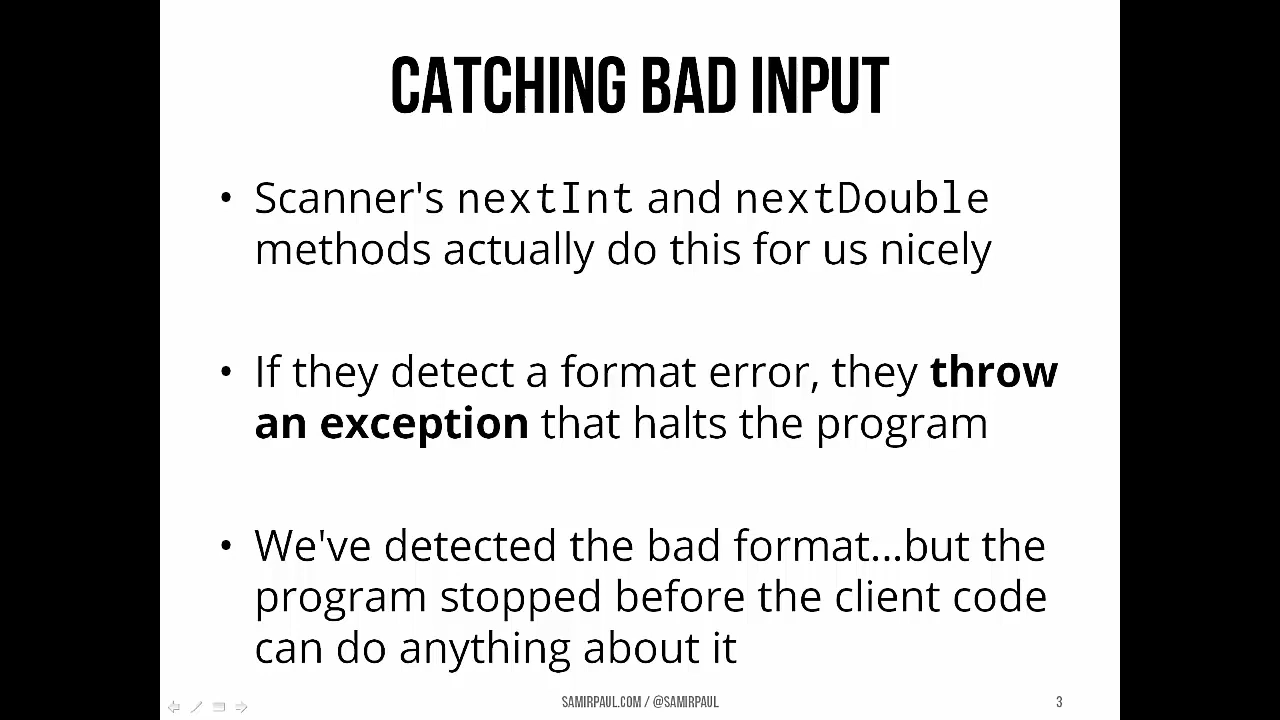 CATCHING BAD INPUT
• Scanner's nextInt and nextDouble
methods actually do this for us nicely
• If they detect a format error, they throw
an exception that halts the program
• We've detected the bad format...but the
program stopped before the client code
can do anything about it
SAMIRPAUL.COM / @SAMIRPAUL
3